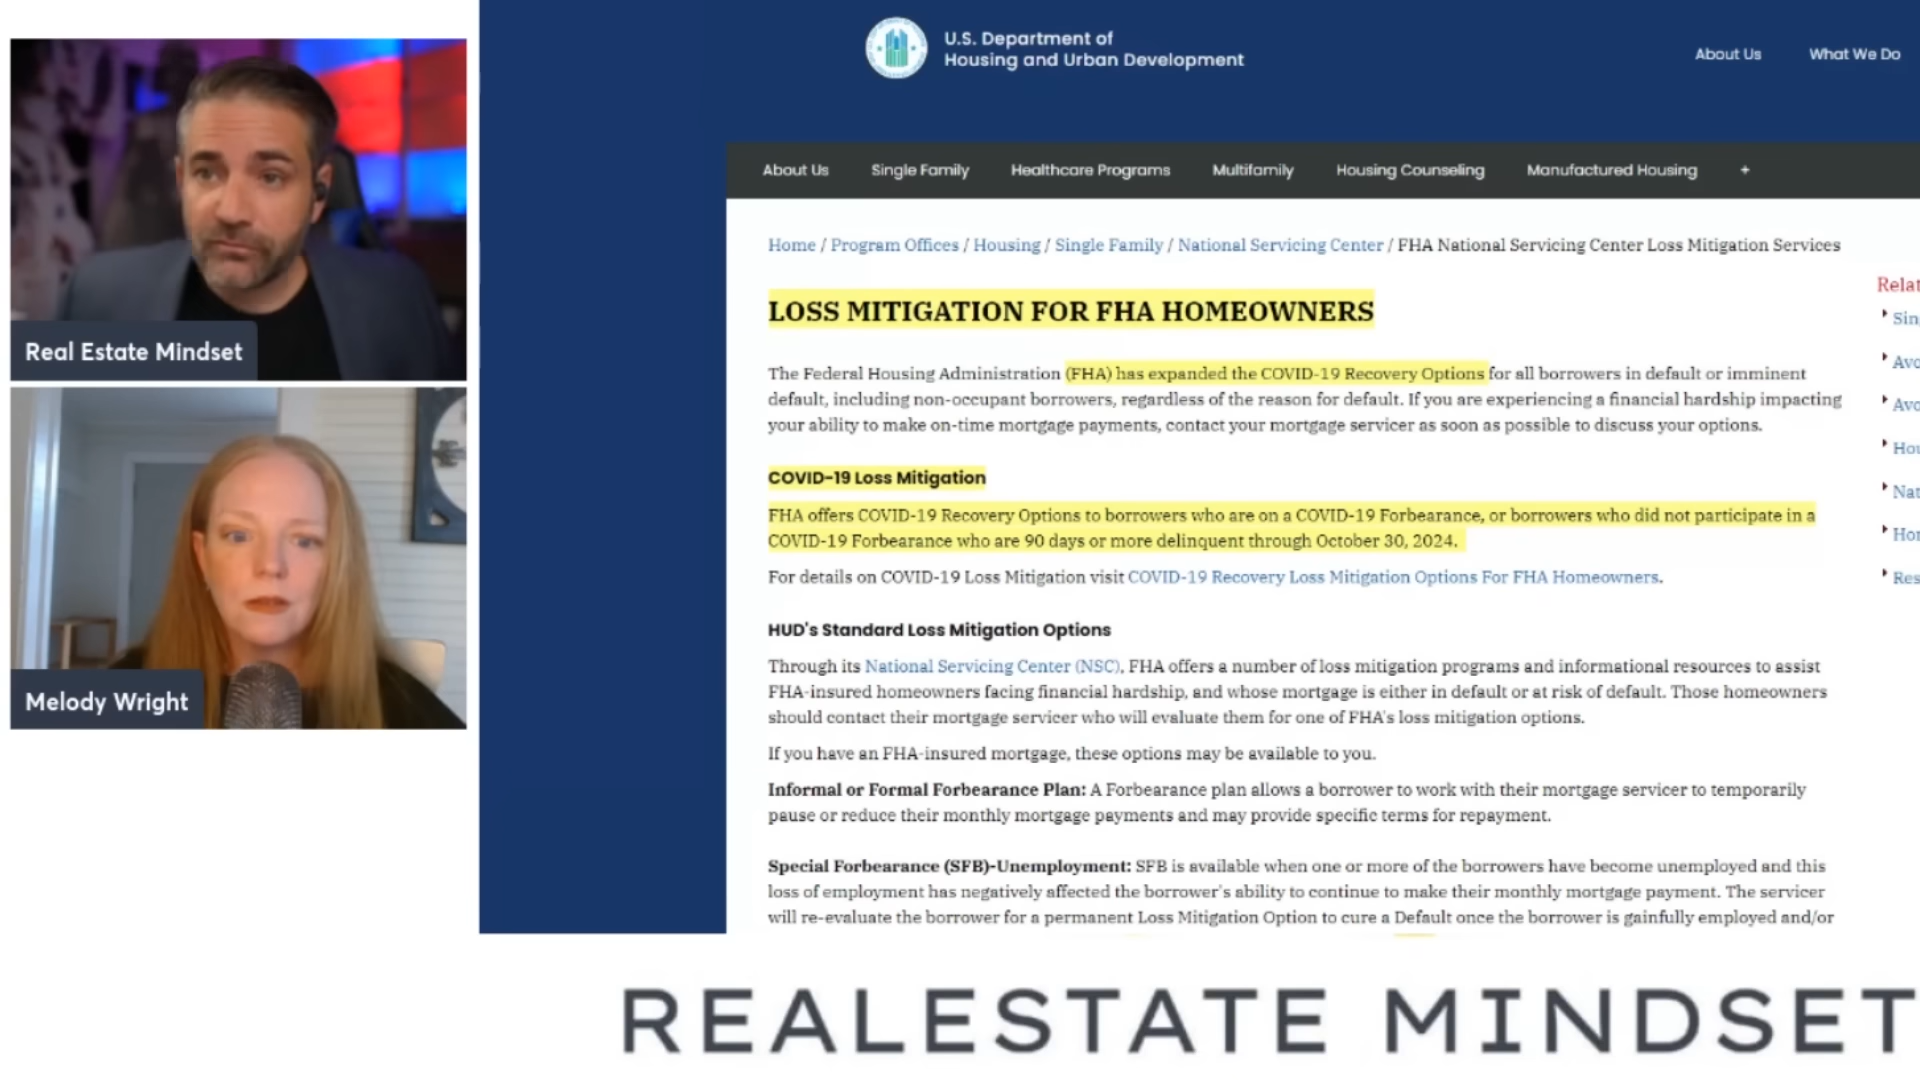 U.S. Department of
Housing and Urban Development
About Us
What We Do
About Us
Single Family
Healthcare Programs
Multifamily
Housing Counseling
Manufactured Housing
+
Home / Program Offices / Housing / Single Family / National Servicing Center / FHA National Servicing Center Loss Mitigation Services
LOSS MITIGATION FOR FHA HOMEOWNERS
The Federal Housing Administration (FHA) has expanded the COVID-19 Recovery Options for all borrowers in default or imminent
default, including non-occupant borrowers, regardless of the reason for default. If you are experiencing a financial hardship impacting
your ability to make on-time mortgage payments, contact your mortgage servicer as soon as possible to discuss your options.
COVID-19 Loss Mitigation
FHA offers COVID-19 Recovery Options to borrowers who are on a COVID-19 Forbearance, or borrowers who did not participate in a
COVID-19 Forbearance who are 90 days or more delinquent through October 30, 2024.
For details on COVID-19 Loss Mitigation visit COVID-19 Recovery Loss Mitigation Options For FHA Homeowners.
HUD's Standard Loss Mitigation Options
Through its National Servicing Center (NSC), FHA offers a number of loss mitigation programs and informational resources to assist
FHA-insured homeowners facing financial hardship, and whose mortgage is either in default or at risk of default. Those homeowners
should contact their mortgage servicer who will evaluate them for one of FHA's loss mitigation options.
If you have an FHA-insured mortgage, these options may be available to you.
Informal or Formal Forbearance Plan: A Forbearance plan allows a borrower to work with their mortgage servicer to temporarily
pause or reduce their monthly mortgage payments and may provide specific terms for repayment.
Special Forbearance (SFB)-Unemployment: SFB is available when one or more of the borrowers have become unemployed and this
loss of employment has negatively affected the borrower's ability to continue to make their monthly mortgage payment. The servicer
will re-evaluate the borrower for a permanent Loss Mitigation Option to cure a Default once the borrower is gainfully employed and/or
Relat
Sin
Avo
Avo
Hou
Nat
Hon
Res
Real Estate Mindset
Melody Wright
REALESTATE MINDSET